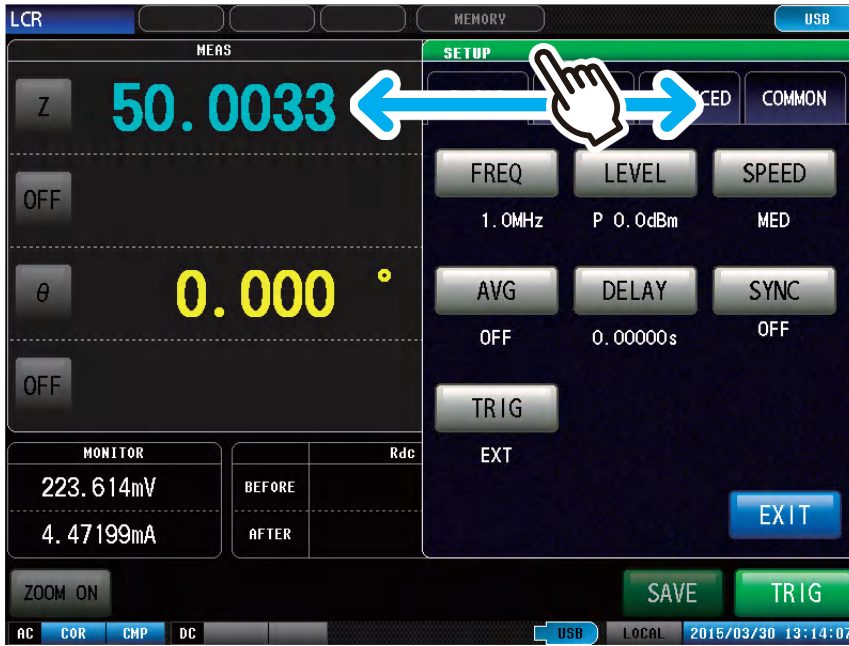 LCR MEMORY USB
MEAS
SETUP
Z 50.0033
CED COMMON
OFF
FREQ LEVEL SPEED
1.0MHz P 0.0dBm MED
θ 0.000 °
AVG DELAY SYNC
OFF 0.00000s OFF
OFF
TRIG
EXT
MONITOR Rdc
223.614mV BEFORE
4.47199mA AFTER
EXIT
ZOOM ON SAVE TRIG
AC COR CMP DC USB LOCAL 2015/03/30 13:14:07